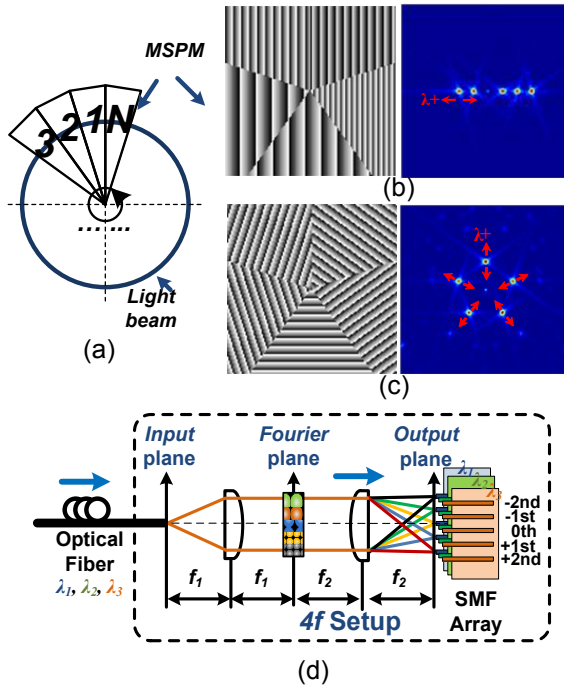 (a)
MSPM
3 2 1 N
... ...
Light
beam
λ+
(b)
λ+
(c)
Input
plane
Fourier
plane
Output
plane
Optical
Fiber
λ1, λ2, λ3
λ1
λ2
λ3
-2nd
-1st
0th
+1st
+2nd
f1
f1
f2
f2
4f Setup
SMF
Array
(d)